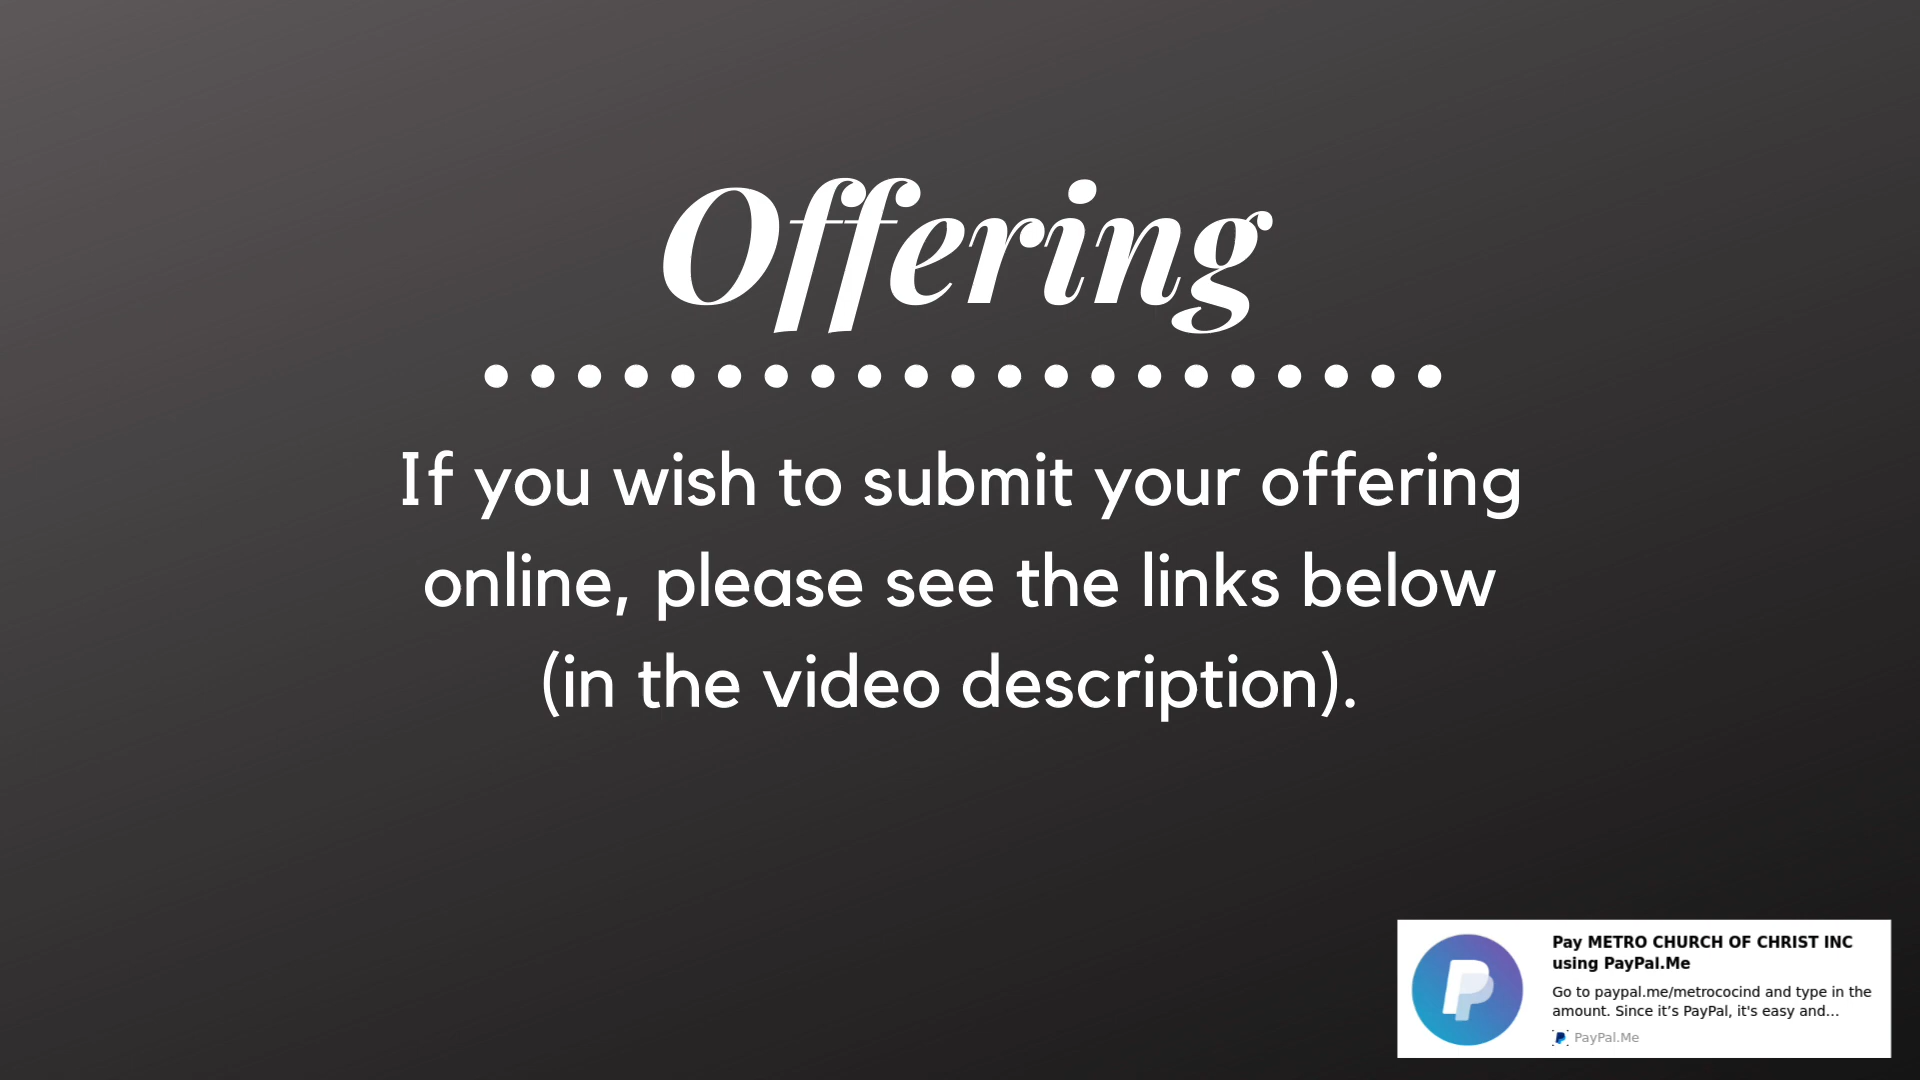 Offering
If you wish to submit your offering
online, please see the links below
(in the video description).
Pay METRO CHURCH OF CHRIST INC
using PayPal.Me
Go to paypal.me/metrococind and type in the
amount. Since it’s PayPal, it's easy and...
PayPal.Me